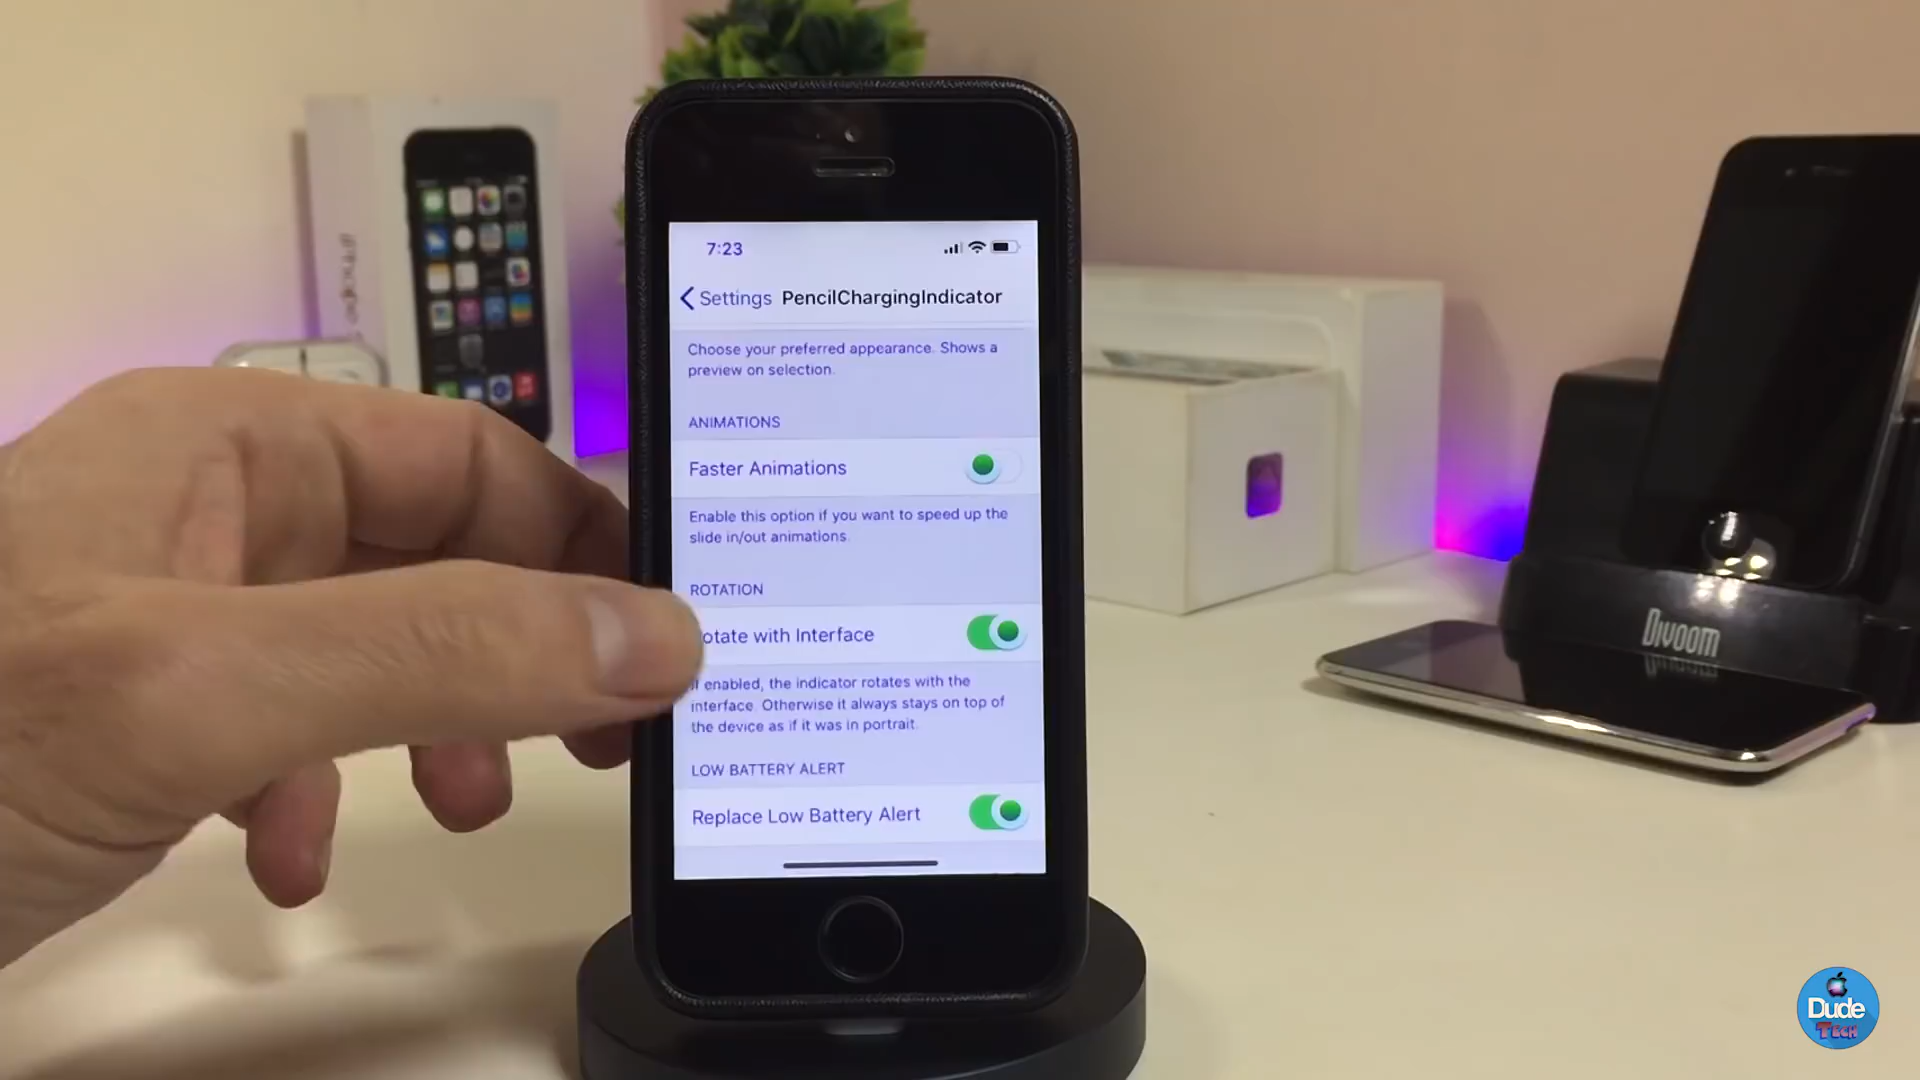 7:23
Settings PencilChargingIndicator
Choose your preferred appearance. Shows a
preview on selection.
ANIMATIONS
Faster Animations
Enable this option if you want to speed up the
slide in/out animations.
ROTATION
otate with Interface
If enabled, the indicator rotates with the
interface. Otherwise it always stays on top of
the device as if it was in portrait.
LOW BATTERY ALERT
Replace Low Battery Alert
iPhone
Divoom
Dude
TECH